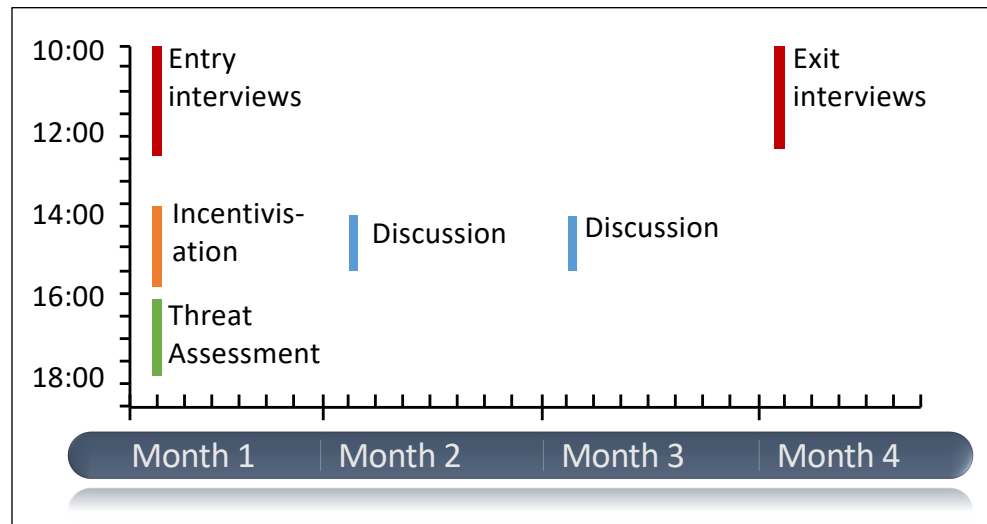 10:00
Entry
interviews
Exit
interviews
12:00
14:00
Incentivis-
ation
Discussion
Discussion
16:00
Threat
Assessment
18:00
Month 1
Month 2
Month 3
Month 4